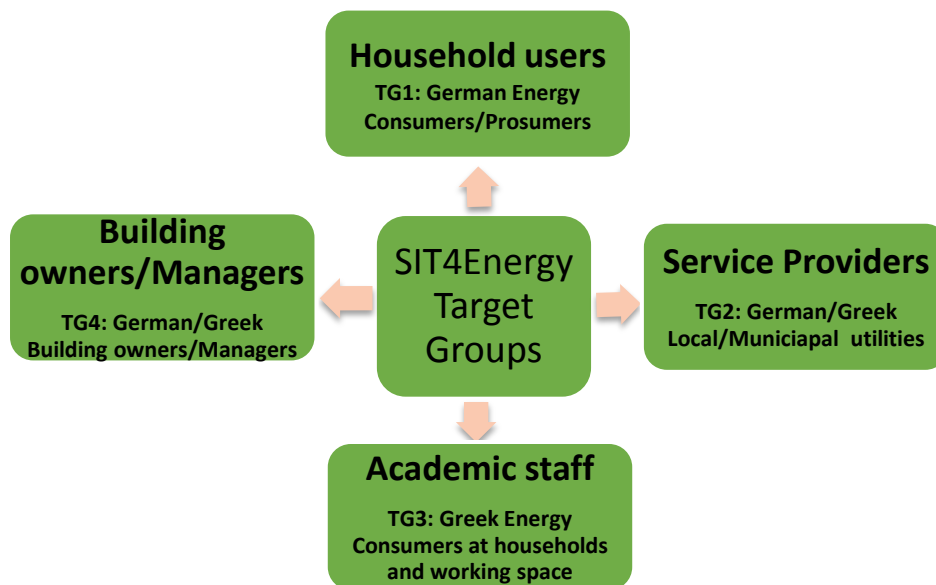 Household users
TG1: German Energy
Consumers/Prosumers
Building
owners/Managers
TG4: German/Greek
Building owners/Managers
SIT4Energy
Target
Groups
Service Providers
TG2: German/Greek
Local/Municiapal utilities
Academic staff
TG3: Greek Energy
Consumers at households
and working space